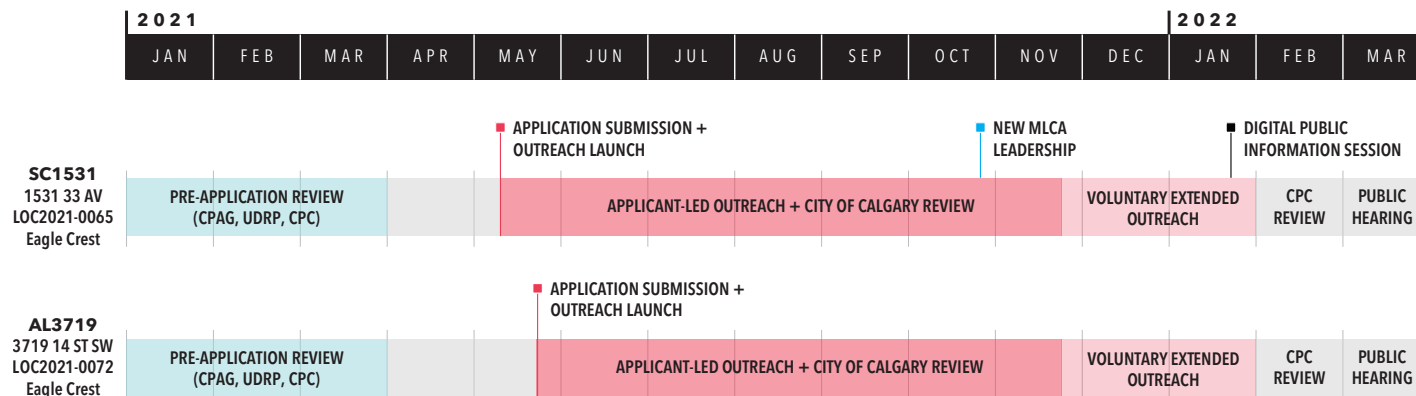 2021
2022
JAN FEB MAR APR MAY JUN JUL AUG SEP OCT NOV DEC JAN FEB MAR
APPLICATION SUBMISSION +
OUTREACH LAUNCH
NEW MLCA
LEADERSHIP
DIGITAL PUBLIC
INFORMATION SESSION
SC1531
1531 33 AV
LOC2021-0065
Eagle Crest
PRE-APPLICATION REVIEW
(CPAG, UDRP, CPC)
APPLICANT-LED OUTREACH + CITY OF CALGARY REVIEW
VOLUNTARY EXTENDED
OUTREACH
CPC
REVIEW
PUBLIC
HEARING
APPLICATION SUBMISSION +
OUTREACH LAUNCH
AL3719
3719 14 ST SW
LOC2021-0072
Eagle Crest
PRE-APPLICATION REVIEW
(CPAG, UDRP, CPC)
APPLICANT-LED OUTREACH + CITY OF CALGARY REVIEW
VOLUNTARY EXTENDED
OUTREACH
CPC
REVIEW
PUBLIC
HEARING